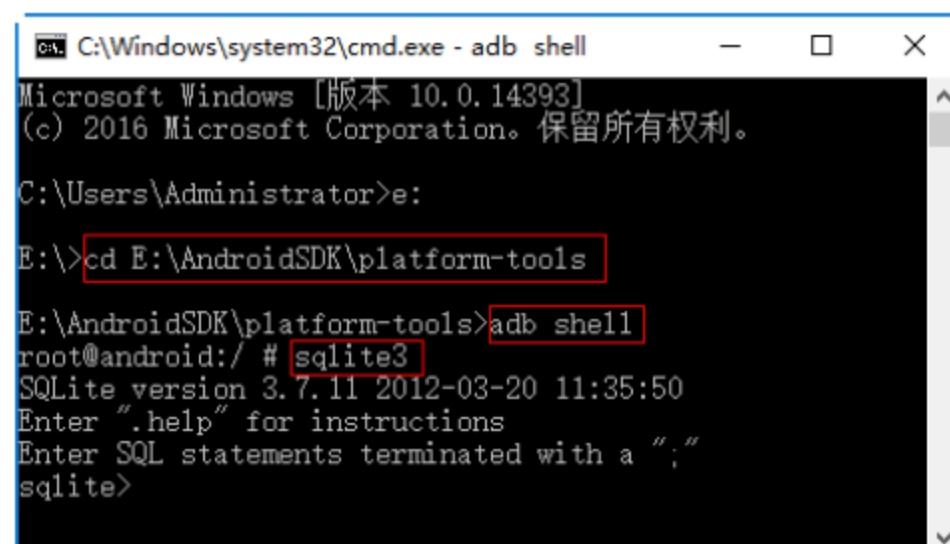 C:\Windows\system32\cmd.exe - adb shell
Microsoft Windows [版本 10.0.14393]
(c) 2016 Microsoft Corporation。保留所有权利。
C:\Users\Administrator>e:
E:\>cd E:\AndroidSDK\platform-tools
E:\AndroidSDK\platform-tools>adb shell
root@android:/ # sqlite3
SQLite version 3.7.11 2012-03-20 11:35:50
Enter ".help" for instructions
Enter SQL statements terminated with a ";"
sqlite>